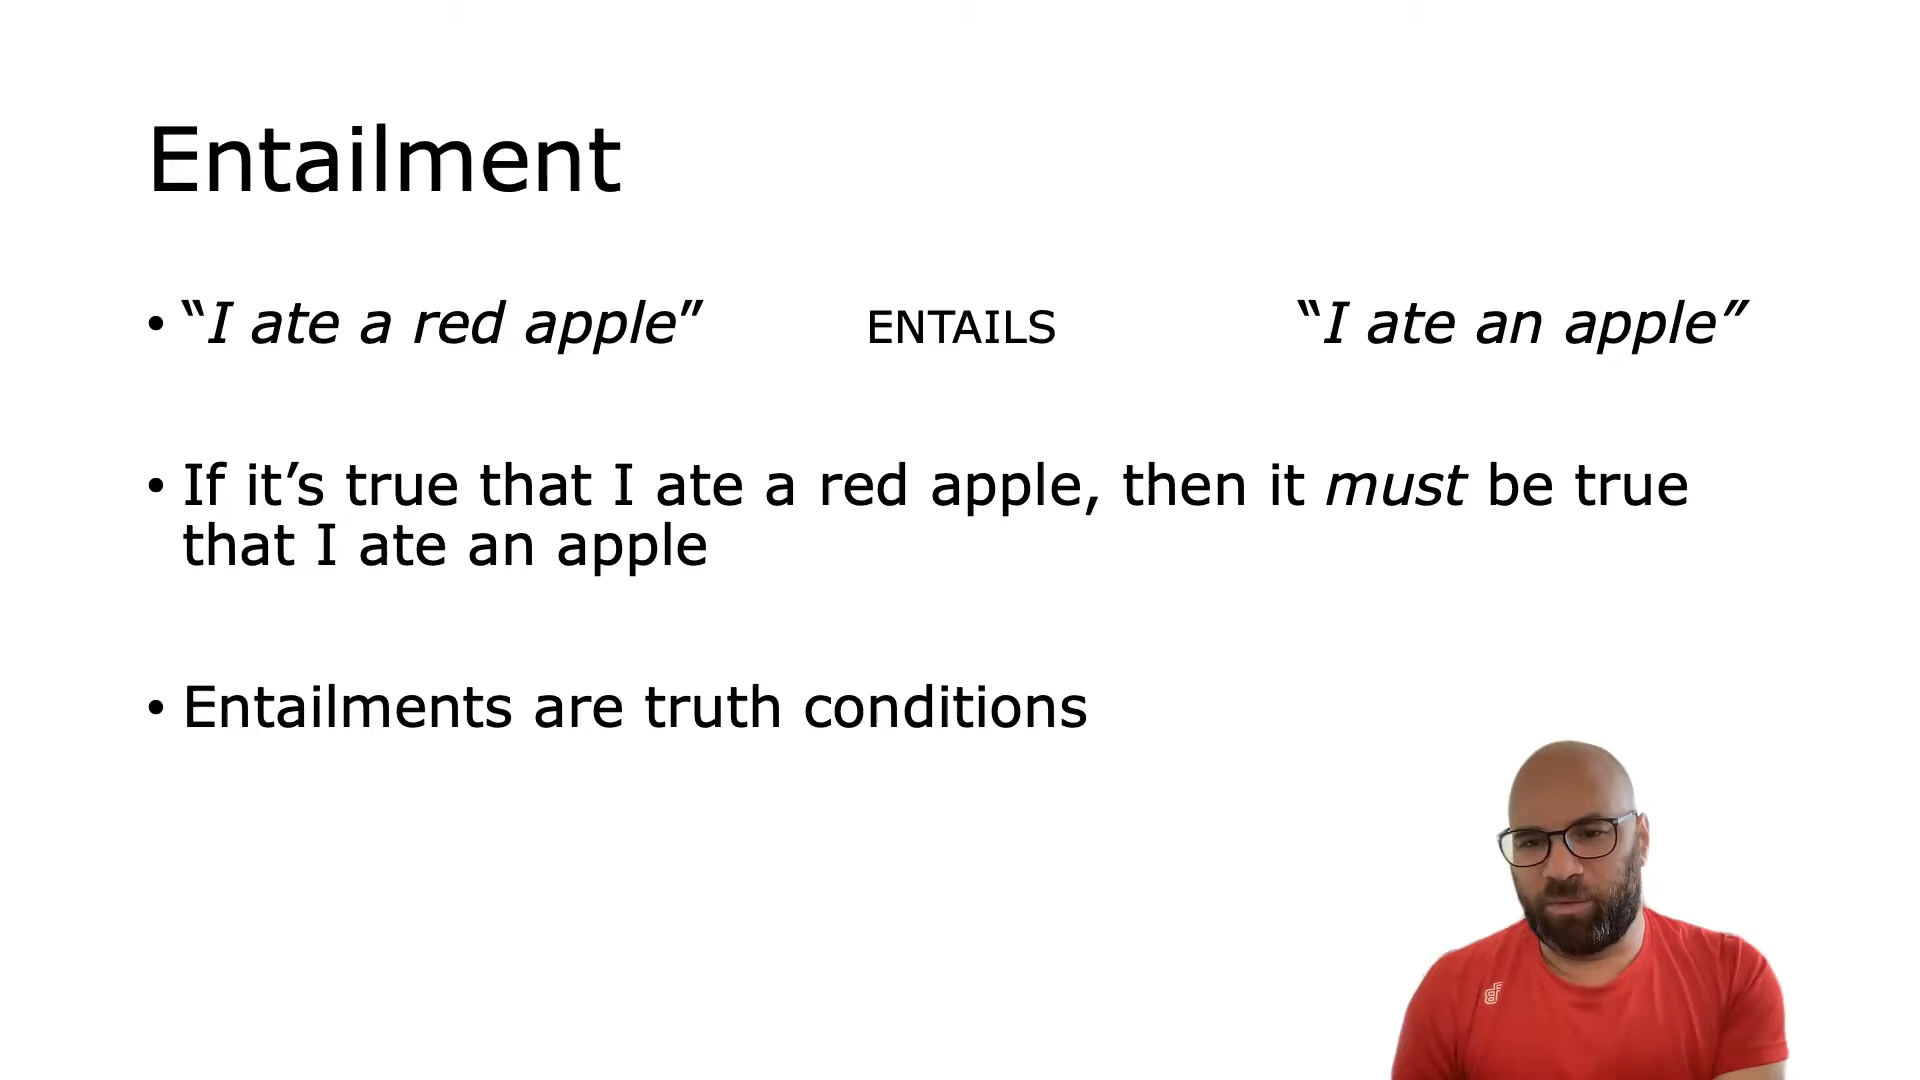 Entailment
• “I ate a red apple” ENTAILS “I ate an apple”
• If it’s true that I ate a red apple, then it must be true
that I ate an apple
• Entailments are truth conditions